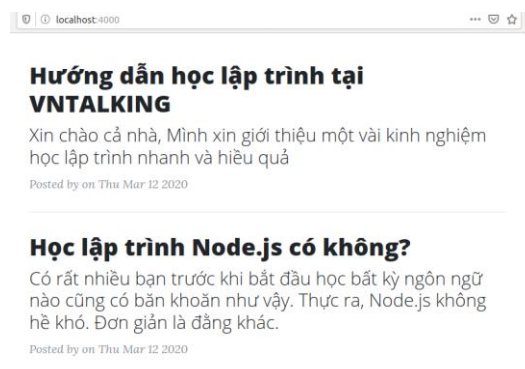 localhost:4000
Hướng dẫn học lập trình tại
VNTALKING
Xin chào cả nhà, Mình xin giới thiệu một vài kinh nghiệm
học lập trình nhanh và hiều quả
Posted by on Thu Mar 12 2020
Học lập trình Node.js có không?
Có rất nhiều bạn trước khi bắt đầu học bất kỳ ngôn ngữ
nào cũng có băn khoăn như vậy. Thực ra, Node.js không
hề khó. Đơn giản là đằng khác.
Posted by on Thu Mar 12 2020